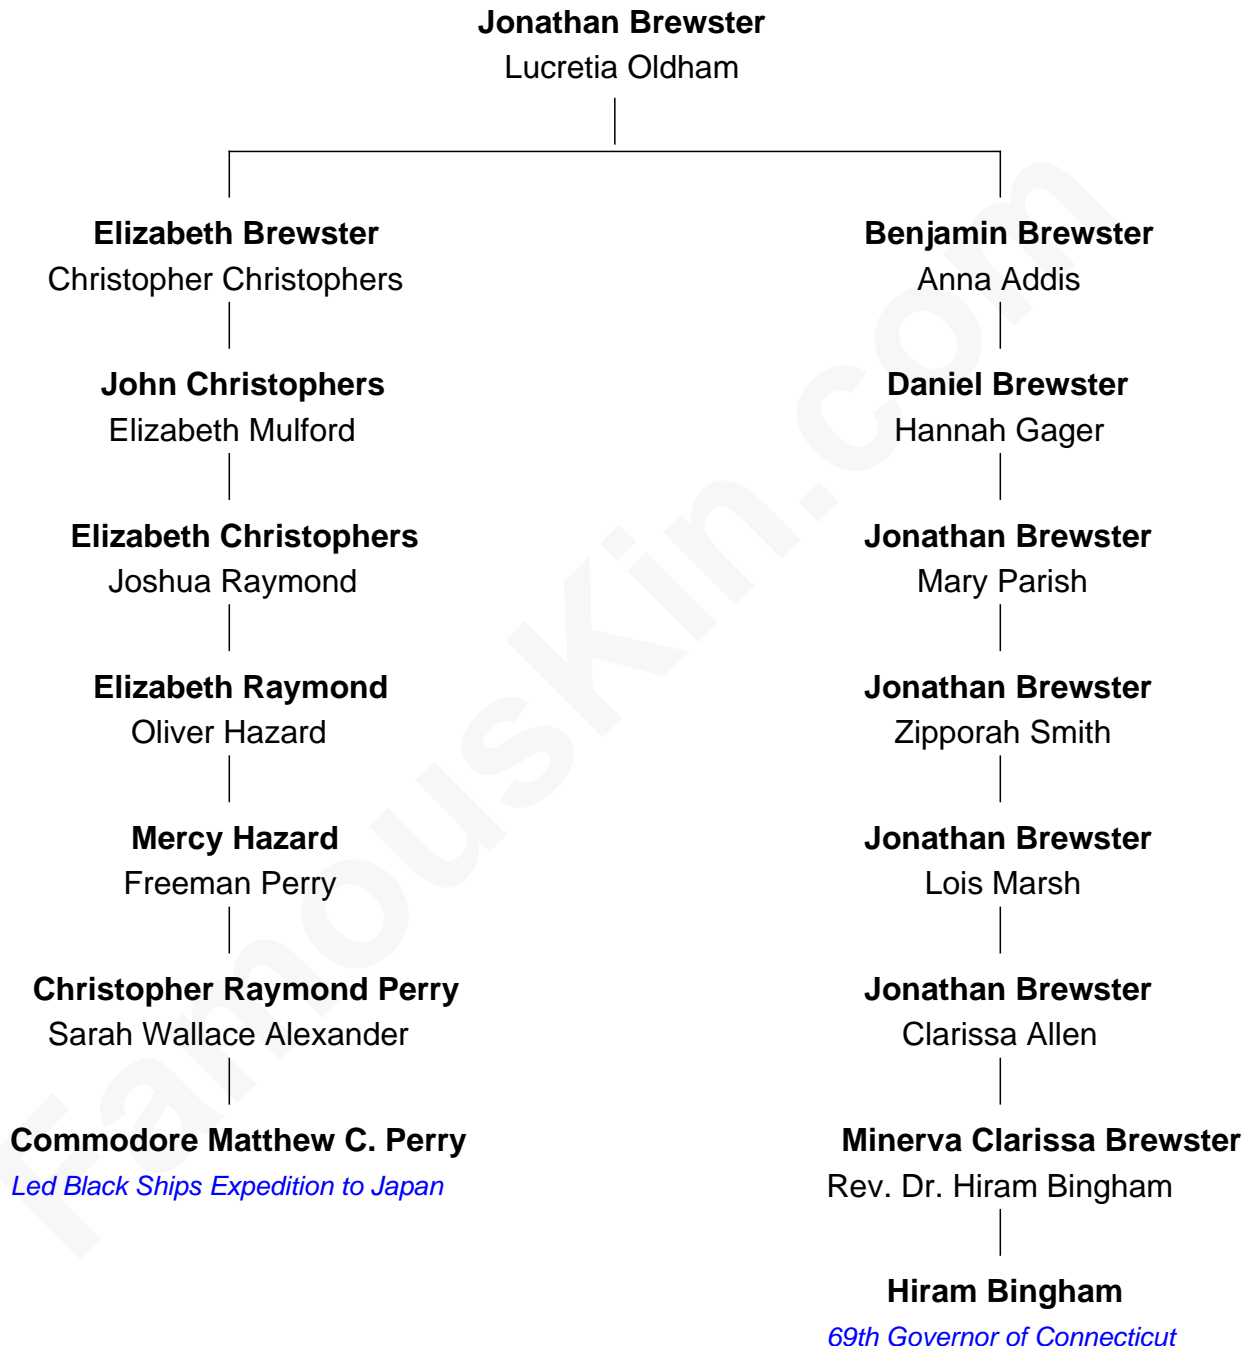 Jonathan Brewster
Lucretia Oldham
Elizabeth Brewster
Christopher Christophers
John Christophers
Elizabeth Mulford
Elizabeth Christophers
Joshua Raymond
Elizabeth Raymond
Oliver Hazard
Mercy Hazard
Freeman Perry
Christopher Raymond Perry
Sarah Wallace Alexander
Commodore Matthew C. Perry
Led Black Ships Expedition to Japan
Benjamin Brewster
Anna Addis
Daniel Brewster
Hannah Gager
Jonathan Brewster
Mary Parish
Jonathan Brewster
Zipporah Smith
Jonathan Brewster
Lois Marsh
Jonathan Brewster
Clarissa Allen
Minerva Clarissa Brewster
Rev. Dr. Hiram Bingham
Hiram Bingham
69th Governor of Connecticut
FamousKin.com